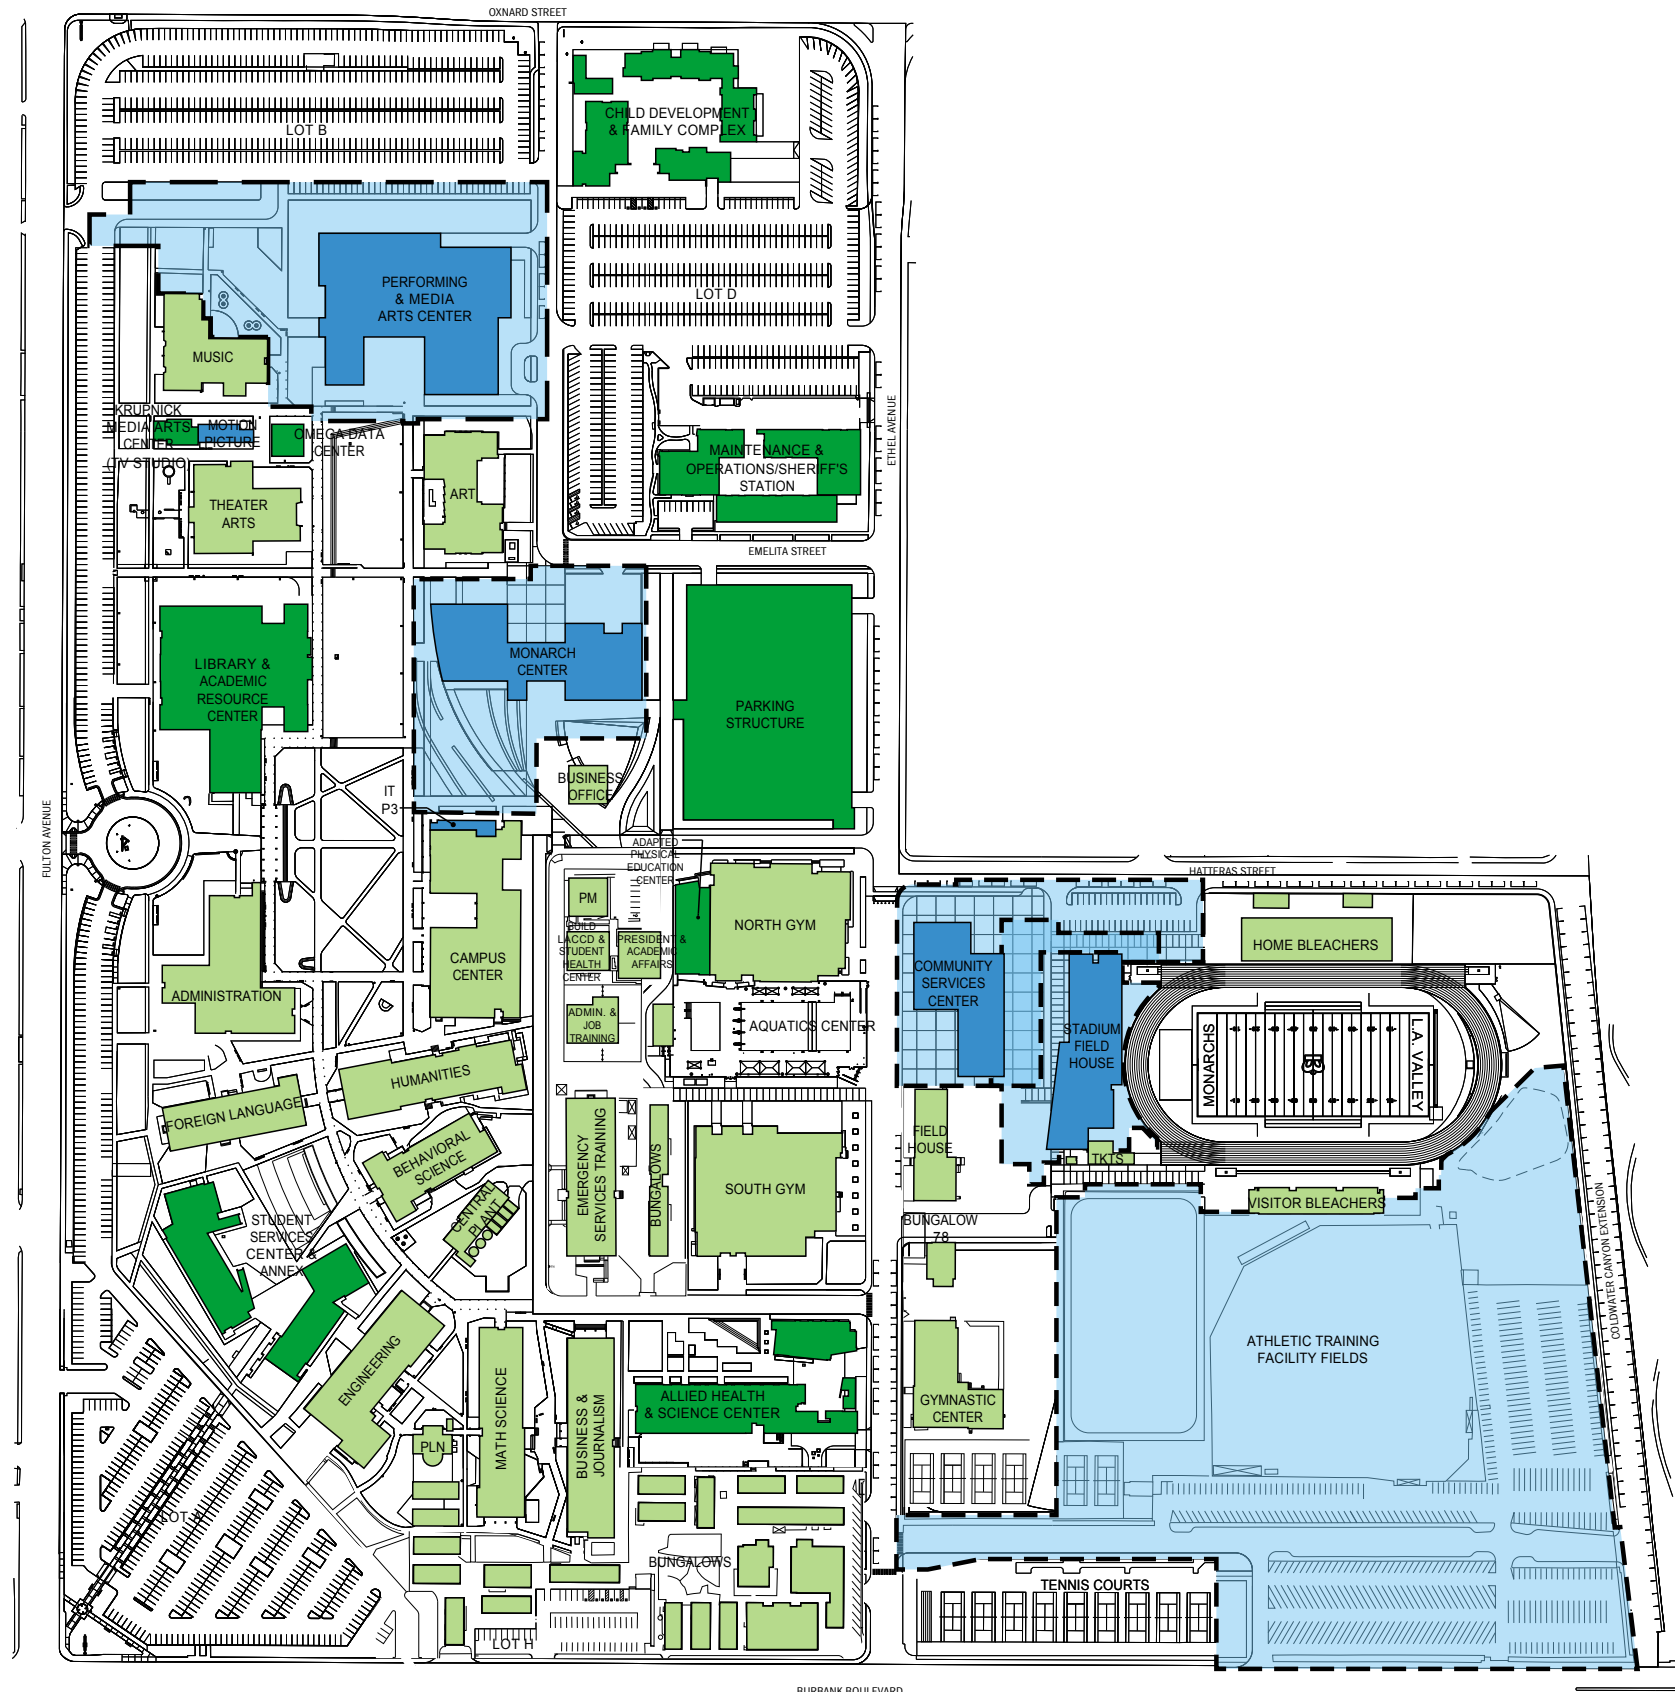 OXNARD STREET
LOT B
CHILD DEVELOPMENT
& FAMILY COMPLEX
PERFORMING
& MEDIA
ARTS CENTER
LOT D
MUSIC
KRUPNICK
MEDIA ARTS
CENTER
(TV STUDIO)
MOTION
PICTURE
OMEGA DATA
CENTER
ART
THEATER
ARTS
MAINTENANCE &
OPERATIONS/SHERIFF'S
STATION
ETHEL AVENUE
EMELITA STREET
MONARCH
CENTER
LIBRARY &
ACADEMIC
RESOURCE
CENTER
PARKING
STRUCTURE
BUSINESS
OFFICE
IT
P3
FULTON AVENUE
ADAPTED
PHYSICAL
EDUCATION
CENTER
HATTERAS STREET
PM
NORTH GYM
BUILD
LACCD &
STUDENT
HEALTH
CENTER
PRESIDENT &
ACADEMIC
AFFAIRS
HOME BLEACHERS
CAMPUS
CENTER
COMMUNITY
SERVICES
CENTER
ADMINISTRATION
ADMIN. &
JOB
TRAINING
AQUATICS CENTER
STADIUM
FIELD
HOUSE
MONARCHS
L.A. VALLEY
HUMANITIES
FOREIGN LANGUAGE
BEHAVIORAL
SCIENCE
EMERGENCY
SERVICES TRAINING
BUNGALOWS
SOUTH GYM
FIELD
HOUSE
TKTS
VISITOR BLEACHERS
CENTRAL
PLANT
STUDENT
SERVICES
CENTER &
ANNEX
BUNGALOW
78
COLDWATER CANYON EXTENSION
ATHLETIC TRAINING
FACILITY FIELDS
ENGINEERING
MATH SCIENCE
BUSINESS &
JOURNALISM
ALLIED HEALTH
& SCIENCE CENTER
GYMNASTIC
CENTER
PLN
LOT A
BUNGALOWS
TENNIS COURTS
LOT H
BURBANK BOULEVARD